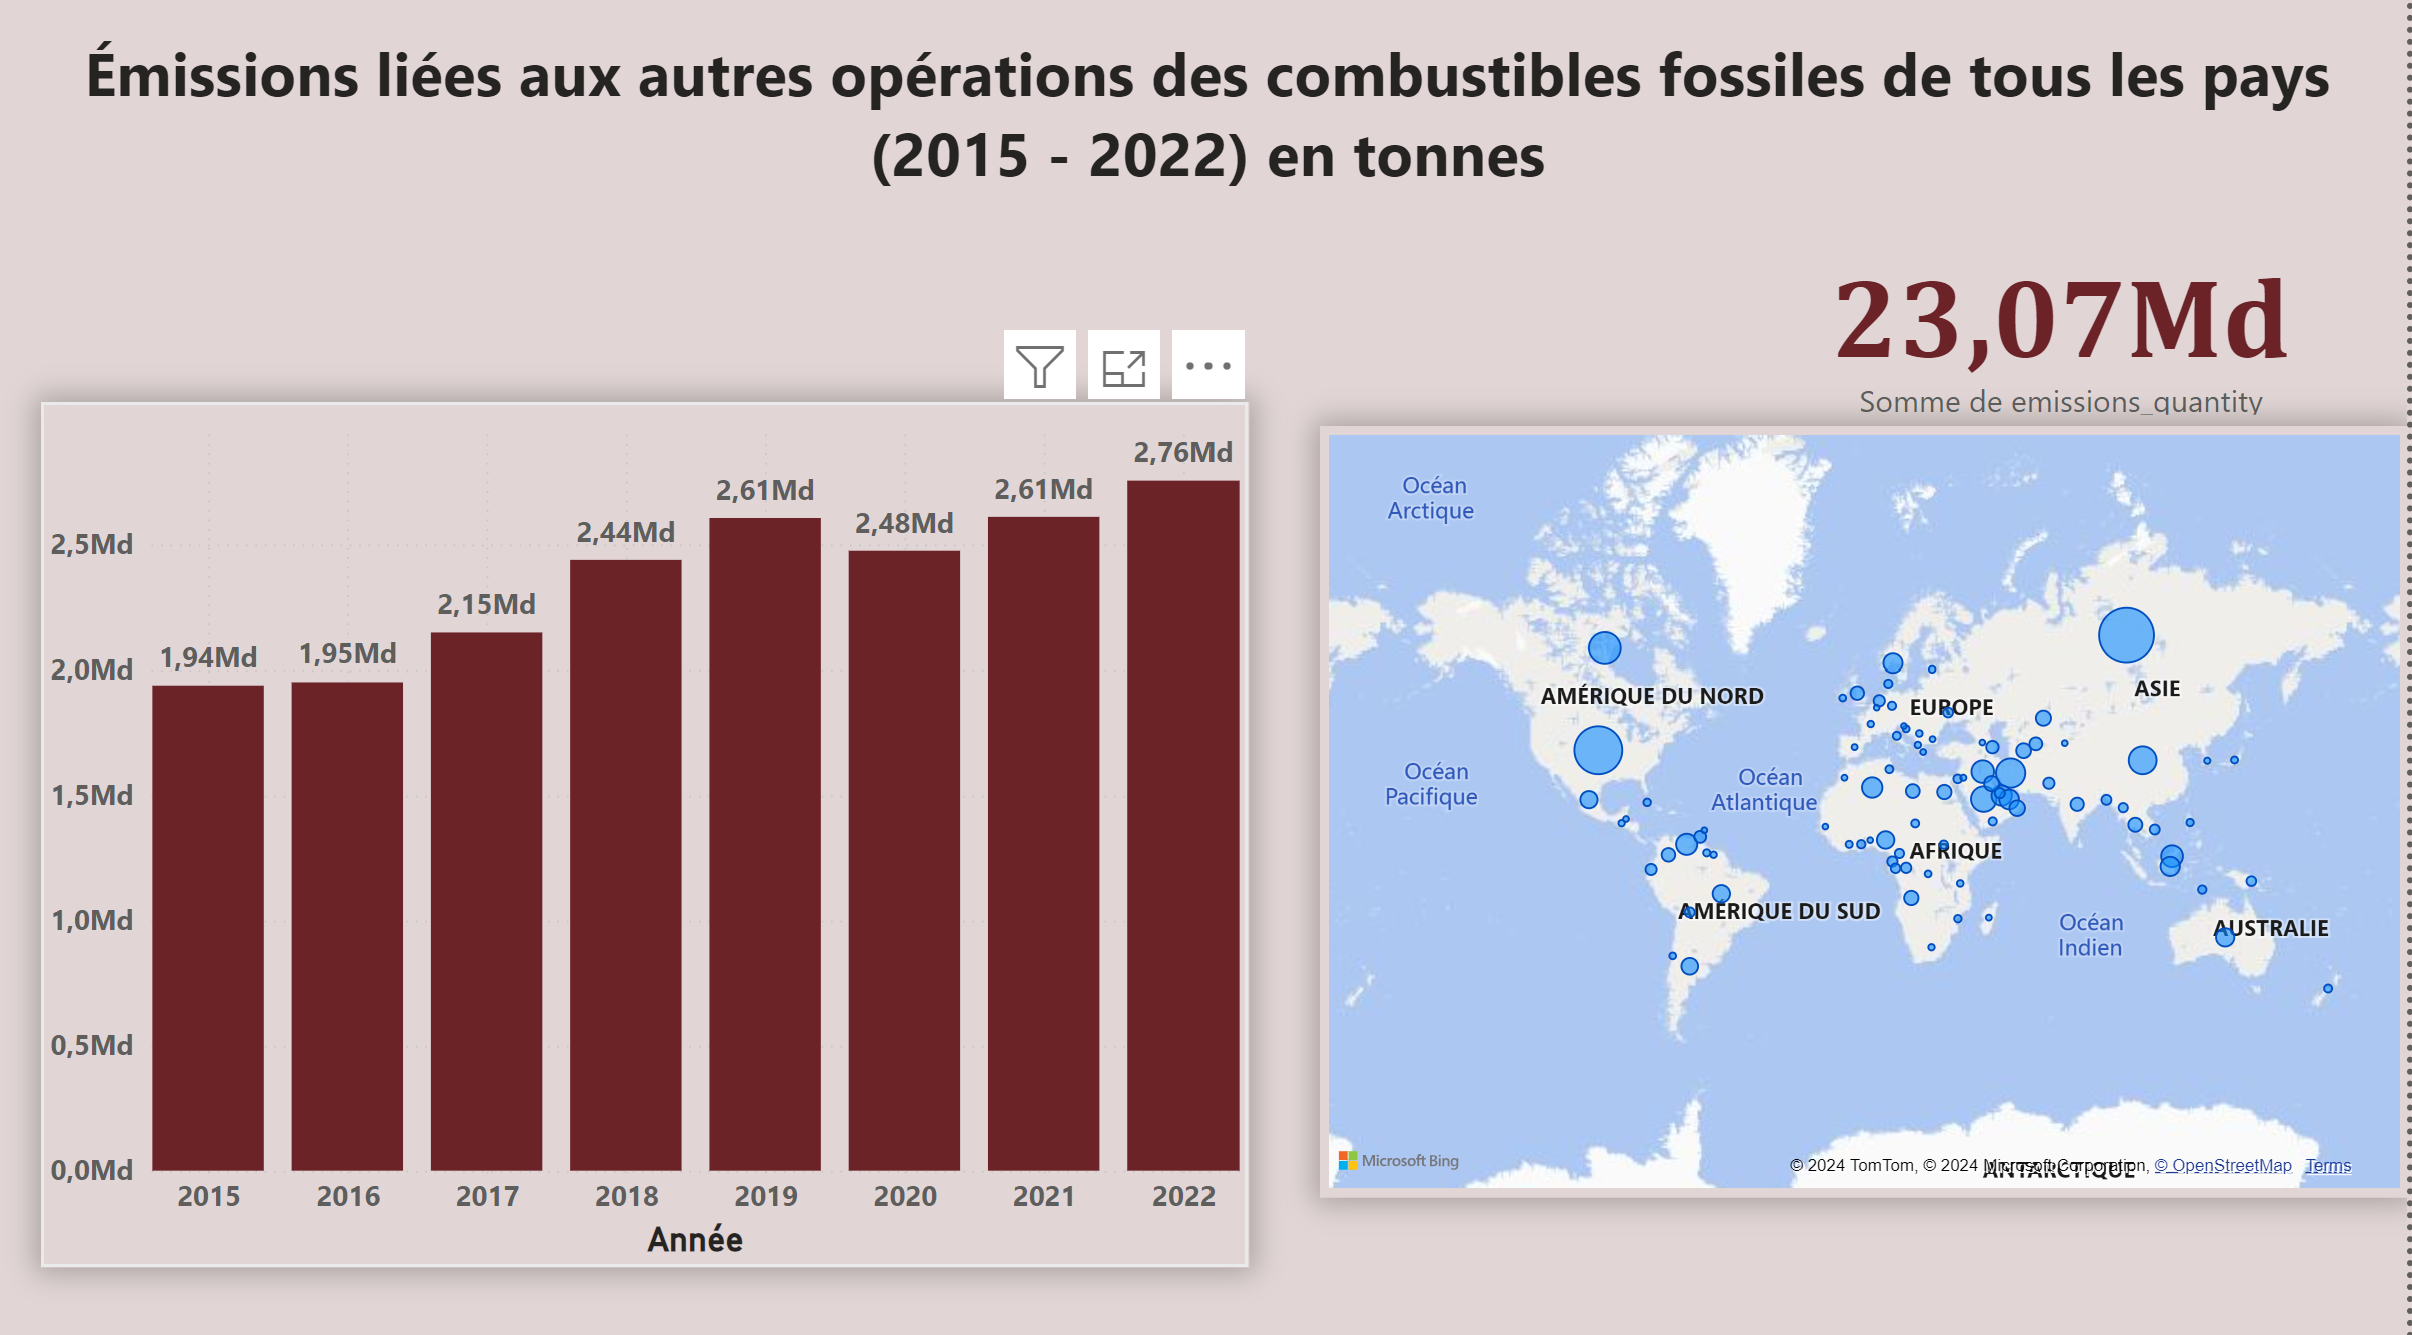 Émissions liées aux autres opérations des combustibles fossiles de tous les pays
(2015 - 2022) en tonnes
23,07Md
Somme de emissions_quantity
2,5Md
2,0Md
1,5Md
1,0Md
0,5Md
0,0Md
1,94Md
1,95Md
2,15Md
2,44Md
2,61Md
2,48Md
2,61Md
2,76Md
2015
2016
2017
2018
2019
2020
2021
2022
Année
Océan
Arctique
AMÉRIQUE DU NORD
EUROPE
ASIE
Océan
Pacifique
Océan
Atlantique
AFRIQUE
AMÉRIQUE DU SUD
Océan
Indien
AUSTRALIE
Microsoft Bing
© 2024 TomTom, © 2024 Microsoft Corporation, © OpenStreetMap Terms
ANTARCTIQUE